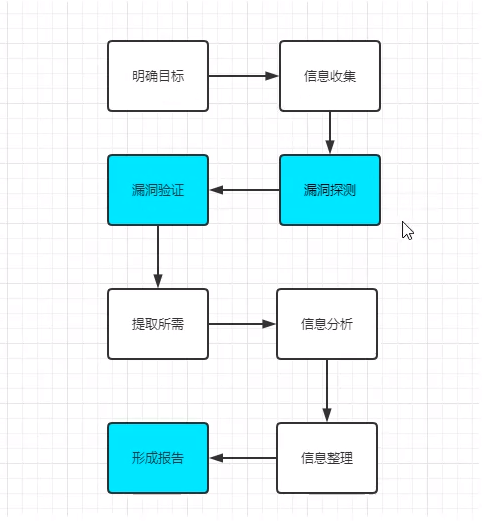 明确目标
信息收集
漏洞探测
漏洞验证
提取所需
信息分析
信息整理
形成报告